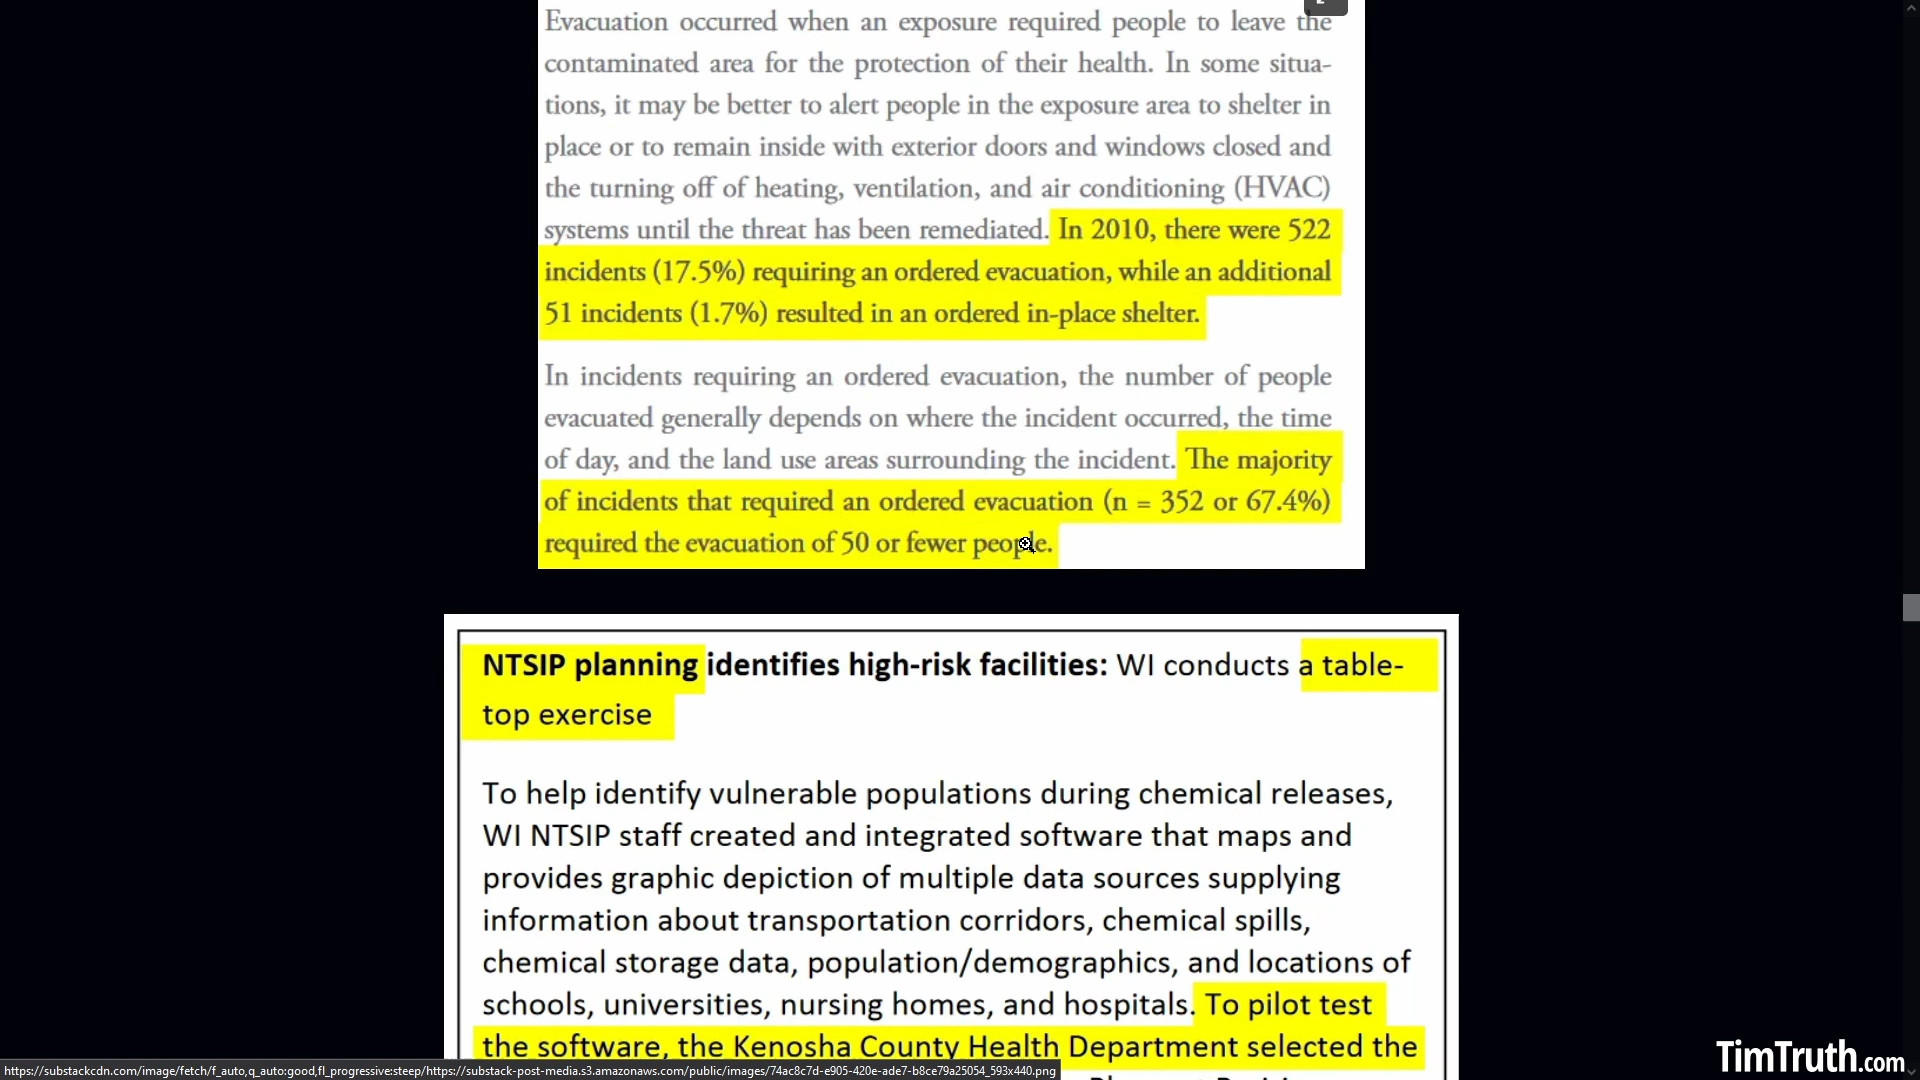 Evacuation occurred when an exposure required people to leave the
contaminated area for the protection of their health. In some situa-
tions, it may be better to alert people in the exposure area to shelter in
place or to remain inside with exterior doors and windows closed and
the turning off of heating, ventilation, and air conditioning (HVAC)
systems until the threat has been remediated. In 2010, there were 522
incidents (17.5%) requiring an ordered evacuation, while an additional
51 incidents (1.7%) resulted in an ordered in-place shelter.
In incidents requiring an ordered evacuation, the number of people
evacuated generally depends on where the incident occurred, the time
of day, and the land use areas surrounding the incident. The majority
of incidents that required an ordered evacuation (n = 352 or 67.4%)
required the evacuation of 50 or fewer people.
NTSIP planning identifies high-risk facilities: WI conducts a table-
top exercise
To help identify vulnerable populations during chemical releases,
WI NTSIP staff created and integrated software that maps and
provides graphic depiction of multiple data sources supplying
information about transportation corridors, chemical spills,
chemical storage data, population/demographics, and locations of
schools, universities, nursing homes, and hospitals. To pilot test
the software, the Kenosha County Health Department selected the
https://substackcdn.com/image/fetch/f_auto,q_auto:good,fl_progressive:steep/https://substack-post-media.s3.amazonaws.com/public/images/74ac8c7d-e905-420e-ade7-b8ce79a25054_593x440.png
TimTruth.com